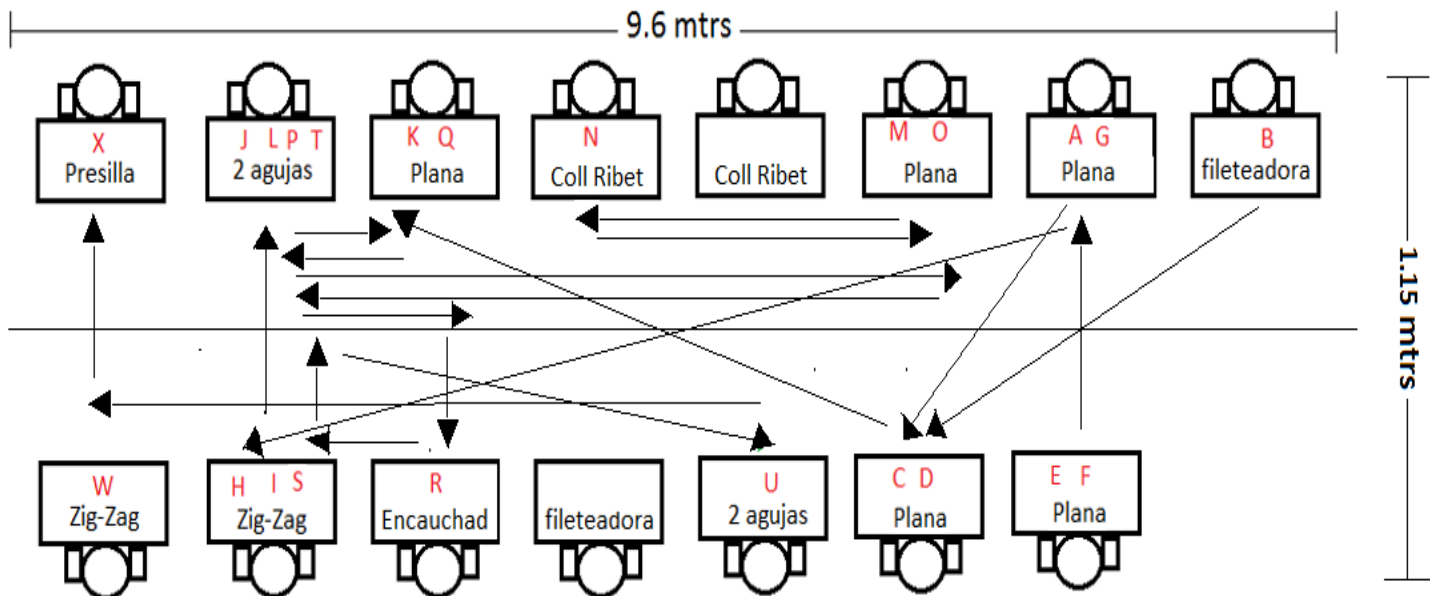 9.6 mtrs
X
Presilla
J L P T
2 agujas
K Q
Plana
N
Coll Ribet
Coll Ribet
M O
Plana
A G
Plana
B
fileteadora
1.15 mtrs
W
Zig-Zag
H I S
Zig-Zag
R
Encauchad
fileteadora
U
2 agujas
C D
Plana
E F
Plana